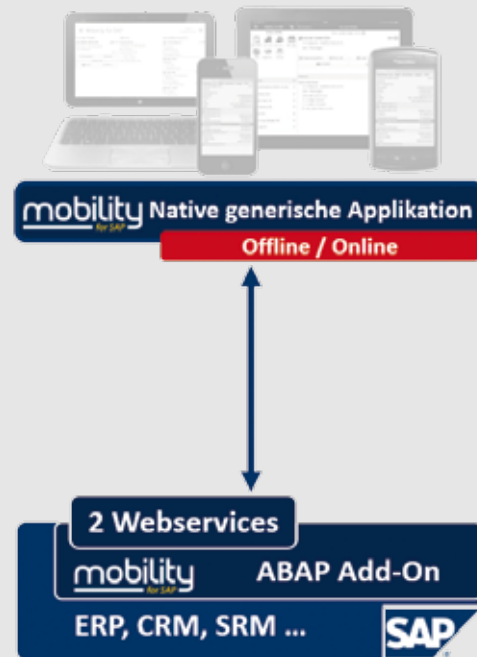 mobility for SAP Native generische Applikation
Offline / Online
2 Webservices
mobility for SAP ABAP Add-On
ERP, CRM, SRM ... SAP